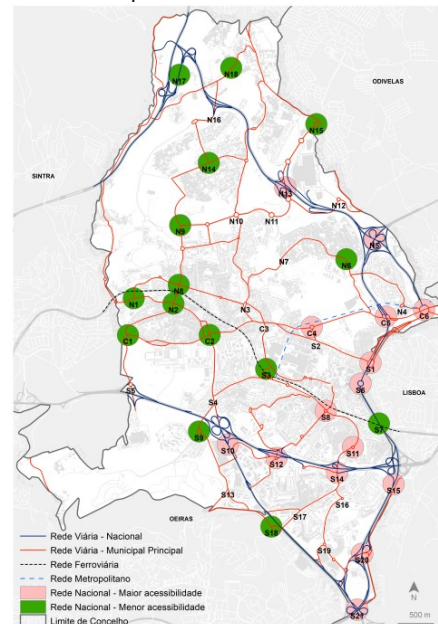 ODIVELAS
N17
N18
N16
N15
N14
SINTRA
N13
N12
N9
N10
N11
N7
N6
N1
N2
N3
N4
C1
C2
C3
C4
C5
C6
S2
S1
S3
S6
S5
S4
LISBOA
S8
S7
S9
S10
S11
S12
S14
S15
S13
S16
OEIRAS
S17
S18
S19
S20
S21
Rede Viária - Nacional
Rede Viária - Municipal Principal
Rede Ferroviária
Rede Metropolitano
Rede Nacional - Maior acessibilidade
Rede Nacional - Menor acessibilidade
Limite de Concelho
N
500 m